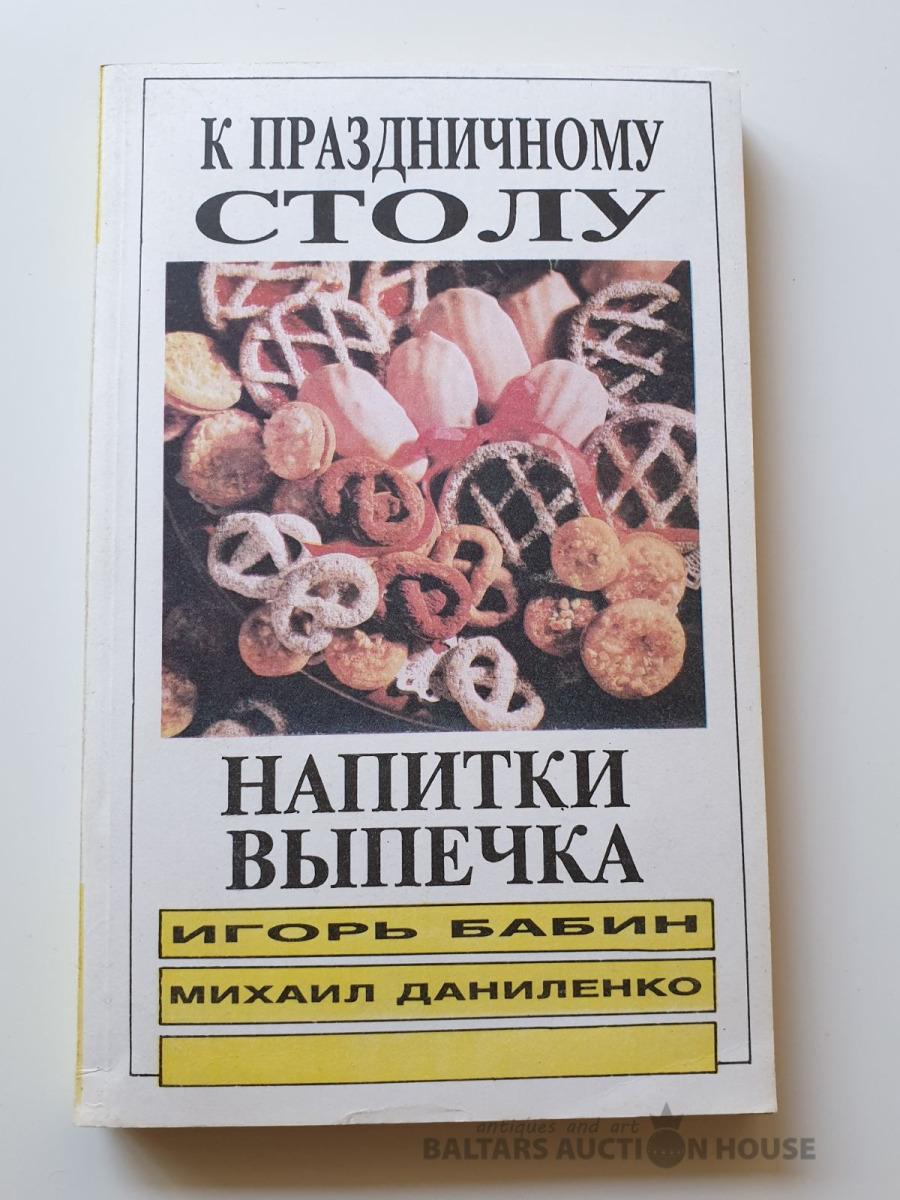 К ПРАЗДНИЧНОМУ
СТОЛУ
НАПИТКИ
ВЫПЕЧКА
ИГОРЬ БАБИН
МИХАИЛ ДАНИЛЕНКО
antiques and art
BALTARS AUCTION HOUSE